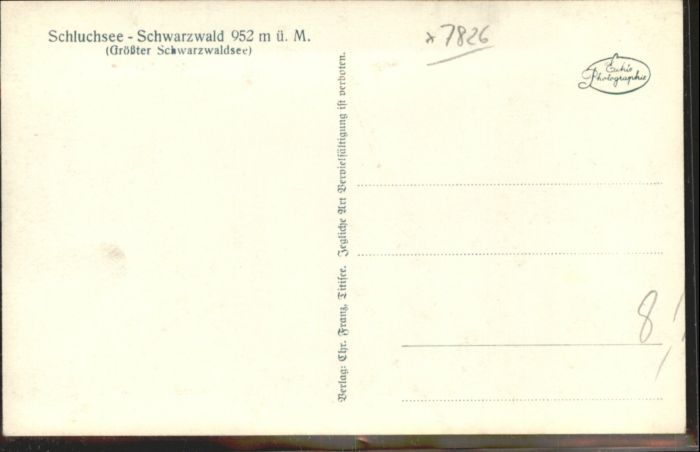 Schluchsee - Schwarzwald 952 m ü. M.
(Größter Schwarzwaldsee)
* 7826
Echte
Photographie
Verlag: Chr. Franz, Titisee. Jegliche Art Vervielfältigung ist verboten.
8,